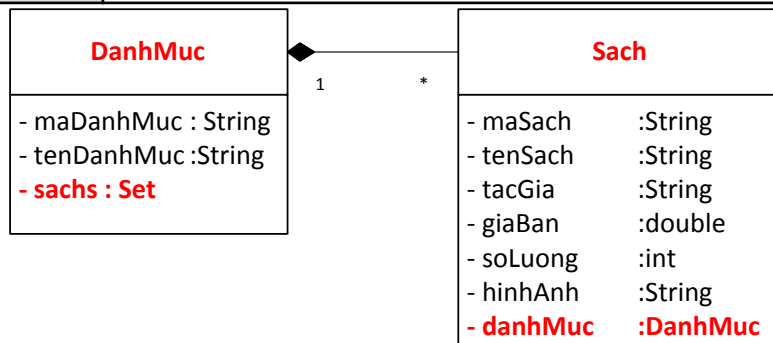 DanhMuc
1
*
Sach
- maDanhMuc : String
- tenDanhMuc :String
- sachs : Set
- maSach :String
- tenSach :String
- tacGia :String
- giaBan :double
- soLuong :int
- hinhAnh :String
- danhMuc :DanhMuc